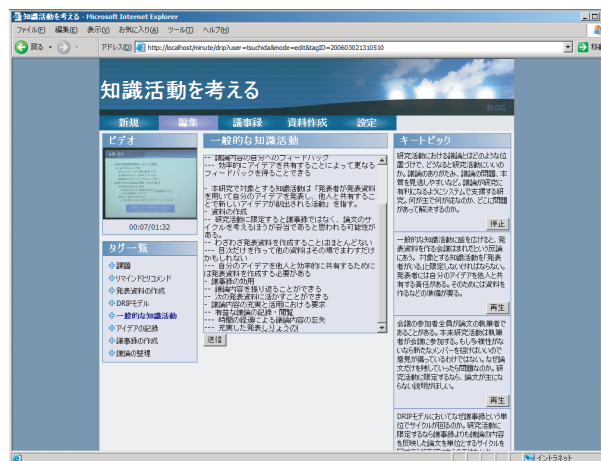 知識活動を考える - Microsoft Internet Explorer
ファイル(F) 編集(E) 表示(V) お気に入り(A) ツール(T) ヘルプ(H)
戻る
アドレス(D) http://localhost/minute/drip?user=tsuchida&mode=edit&tagID=200603021310510
移動
知識活動を考える
BLOG
新規 編集 議事録 資料作成 設定
ビデオ
00:07/01:32
タグ一覧
課題
リマインドとリコメンド
発表資料の作成
DRIPモデル
一般的な知識活動
アイデアの記録
議事録の作成
議論の整理
一般的な知識活動
-- 議論内容の自分へのフィードバック
-- 効率的にアイデアを共有することによって更なる
フィードバックを得ることできる
- 本研究で対象とする知識活動は「発表者が発表資料
を用いて自分のアイデアを発表し、他人と共有するこ
とで新しいアイデアが創出される活動」を指す。
- 資料の作成
-- 研究活動に限定すると議事録ではなく、論文のサ
イクルを考えるほうが妥当であると思われる可能性が
ある。
-- わざわざ発表資料を作成することはほとんどない
-- 目次だけを作って他の資料はその場でまわすだけ
かもしれない
-- 自分のアイデアを他人と効率的に共有するために
は発表資料を作成する必要がある
- 議事録の効用
-- 議論内容を振り返ることができる
-- 次の発表資料に活かすことができる
- 議論内容の充実と活用における要求
-- 有益な議論の記録・閲覧
-- 時間の経過による議論内容の忘失
-- 充実した発表しりょうの
送信
キートピック
研究活動における議論とはどのような位
置づけで、どうなると研究活動にいいの
か。議論のありがたみ、議論の問題、本
質を見逃しやすいなど。議論が研究に
有利になるようにシステムで支援する研
究。何が主で何が従なのか、どこに問題
があって解決するのか。
停止
一般的な知識活動に話を広げると、発
表資料を作る会議はまれだという反論
にあう。対象とする知識活動を「発表者
がいる」と限定しなければならない。
発表者には自分のアイデアを他人と共
有する責任がある。そのためには資料を
作るなどの準備が要る。
再生
会議の参加者全員が論文の執筆者で
あることがある。本来研究活動は執筆
者が会議に参加する。もし多様性がな
いなら新たなメンバーを招けばいいので
意見が偏っているわけではない。なぜ論
文だけを残していったら問題なのか。研
究活動に限定するなら、論文が主にな
らない説明がほしい。
再生
DRIPモデルにおいてなぜ議事録という単
位でサイクルが回るのか。研究活動に
限定するなら議事録よりも議論の内容
を反映した論文を単位とするサイクルを
イントラネット